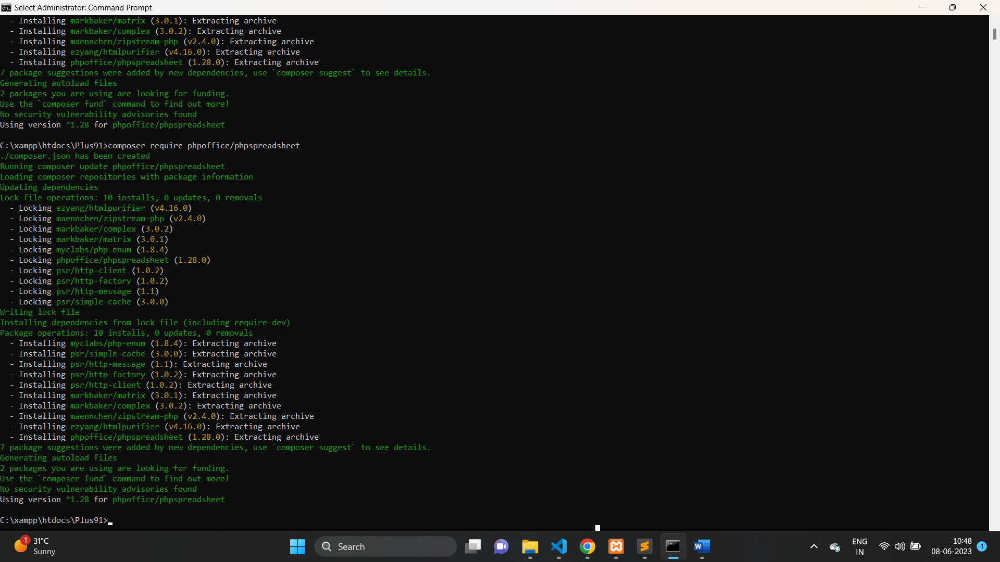 Select Administrator: Command Prompt
- Installing markbaker/matrix (3.0.1): Extracting archive
- Installing markbaker/complex (3.0.2): Extracting archive
- Installing maennchen/zipstream-php (v2.4.0): Extracting archive
- Installing ezyang/htmlpurifier (v4.16.0): Extracting archive
- Installing phpoffice/phpspreadsheet (1.28.0): Extracting archive
7 package suggestions were added by new dependencies, use `composer suggest` to see details.
Generating autoload files
2 packages you are using are looking for funding.
Use the `composer fund` command to find out more!
No security vulnerability advisories found
Using version ^1.28 for phpoffice/phpspreadsheet
C:\xampp\htdocs\Plus91>composer require phpoffice/phpspreadsheet
./composer.json has been created
Running composer update phpoffice/phpspreadsheet
Loading composer repositories with package information
Updating dependencies
Lock file operations: 10 installs, 0 updates, 0 removals
- Locking ezyang/htmlpurifier (v4.16.0)
- Locking maennchen/zipstream-php (v2.4.0)
- Locking markbaker/complex (3.0.2)
- Locking markbaker/matrix (3.0.1)
- Locking myclabs/php-enum (1.8.4)
- Locking phpoffice/phpspreadsheet (1.28.0)
- Locking psr/http-client (1.0.2)
- Locking psr/http-factory (1.0.2)
- Locking psr/http-message (1.1)
- Locking psr/simple-cache (3.0.0)
Writing lock file
Installing dependencies from lock file (including require-dev)
Package operations: 10 installs, 0 updates, 0 removals
- Installing myclabs/php-enum (1.8.4): Extracting archive
- Installing psr/simple-cache (3.0.0): Extracting archive
- Installing psr/http-message (1.1): Extracting archive
- Installing psr/http-factory (1.0.2): Extracting archive
- Installing psr/http-client (1.0.2): Extracting archive
- Installing markbaker/matrix (3.0.1): Extracting archive
- Installing markbaker/complex (3.0.2): Extracting archive
- Installing maennchen/zipstream-php (v2.4.0): Extracting archive
- Installing ezyang/htmlpurifier (v4.16.0): Extracting archive
- Installing phpoffice/phpspreadsheet (1.28.0): Extracting archive
7 package suggestions were added by new dependencies, use `composer suggest` to see details.
Generating autoload files
2 packages you are using are looking for funding.
Use the `composer fund` command to find out more!
No security vulnerability advisories found
Using version ^1.28 for phpoffice/phpspreadsheet
C:\xampp\htdocs\Plus91>
1
31°C
Sunny
Search
ENG
IN
10:48
08-06-2023
1